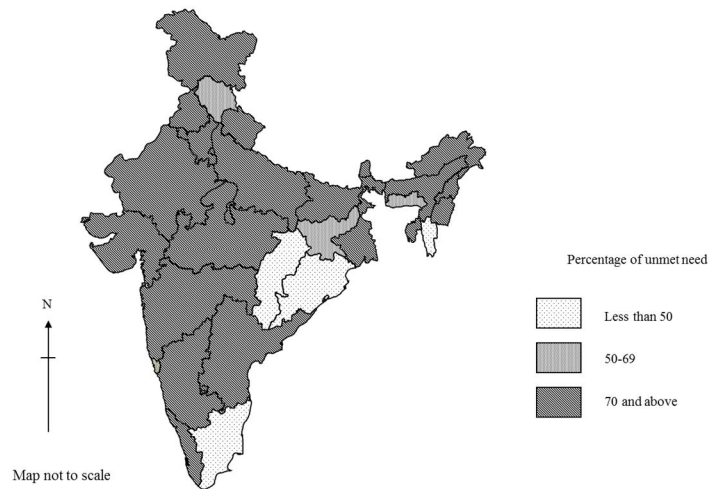 Percentage of unmet need
N
Less than 50
50-69
70 and above
Map not to scale